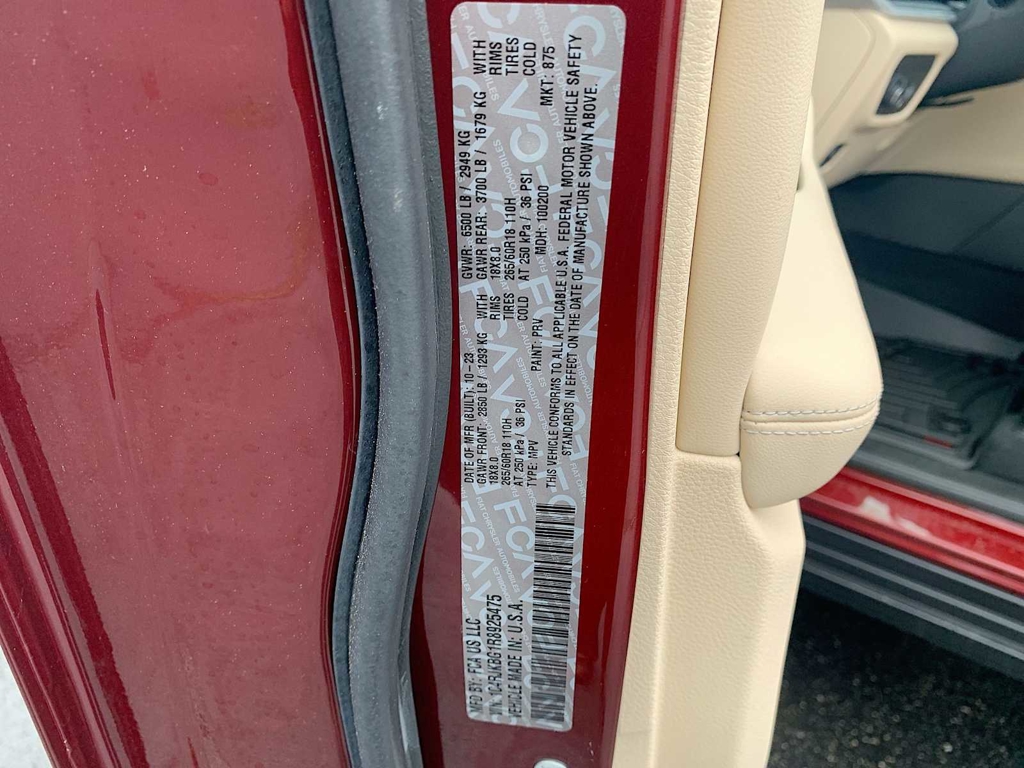 MFD BY: FCA US LLC
DATE OF MFR (BUILT): 10-23
GVWR: 6500 LB / 2949 KG
GAWR FRONT: 2850 LB / 1293 KG WITH
GAWR REAR: 3700 LB / 1679 KG WITH
18X8.0 RIMS
18X8.0 RIMS
265/60R18 110H TIRES
265/60R18 110H TIRES
AT 250 kPa / 36 PSI COLD
AT 250 kPa / 36 PSI COLD
VEHICLE MADE IN: U.S.A.
TYPE: MPV
PAINT: PRV
MDH: 100200
MKT: 875
THIS VEHICLE CONFORMS TO ALL APPLICABLE U.S.A. FEDERAL MOTOR VEHICLE SAFETY
STANDARDS IN EFFECT ON THE DATE OF MANUFACTURE SHOWN ABOVE.